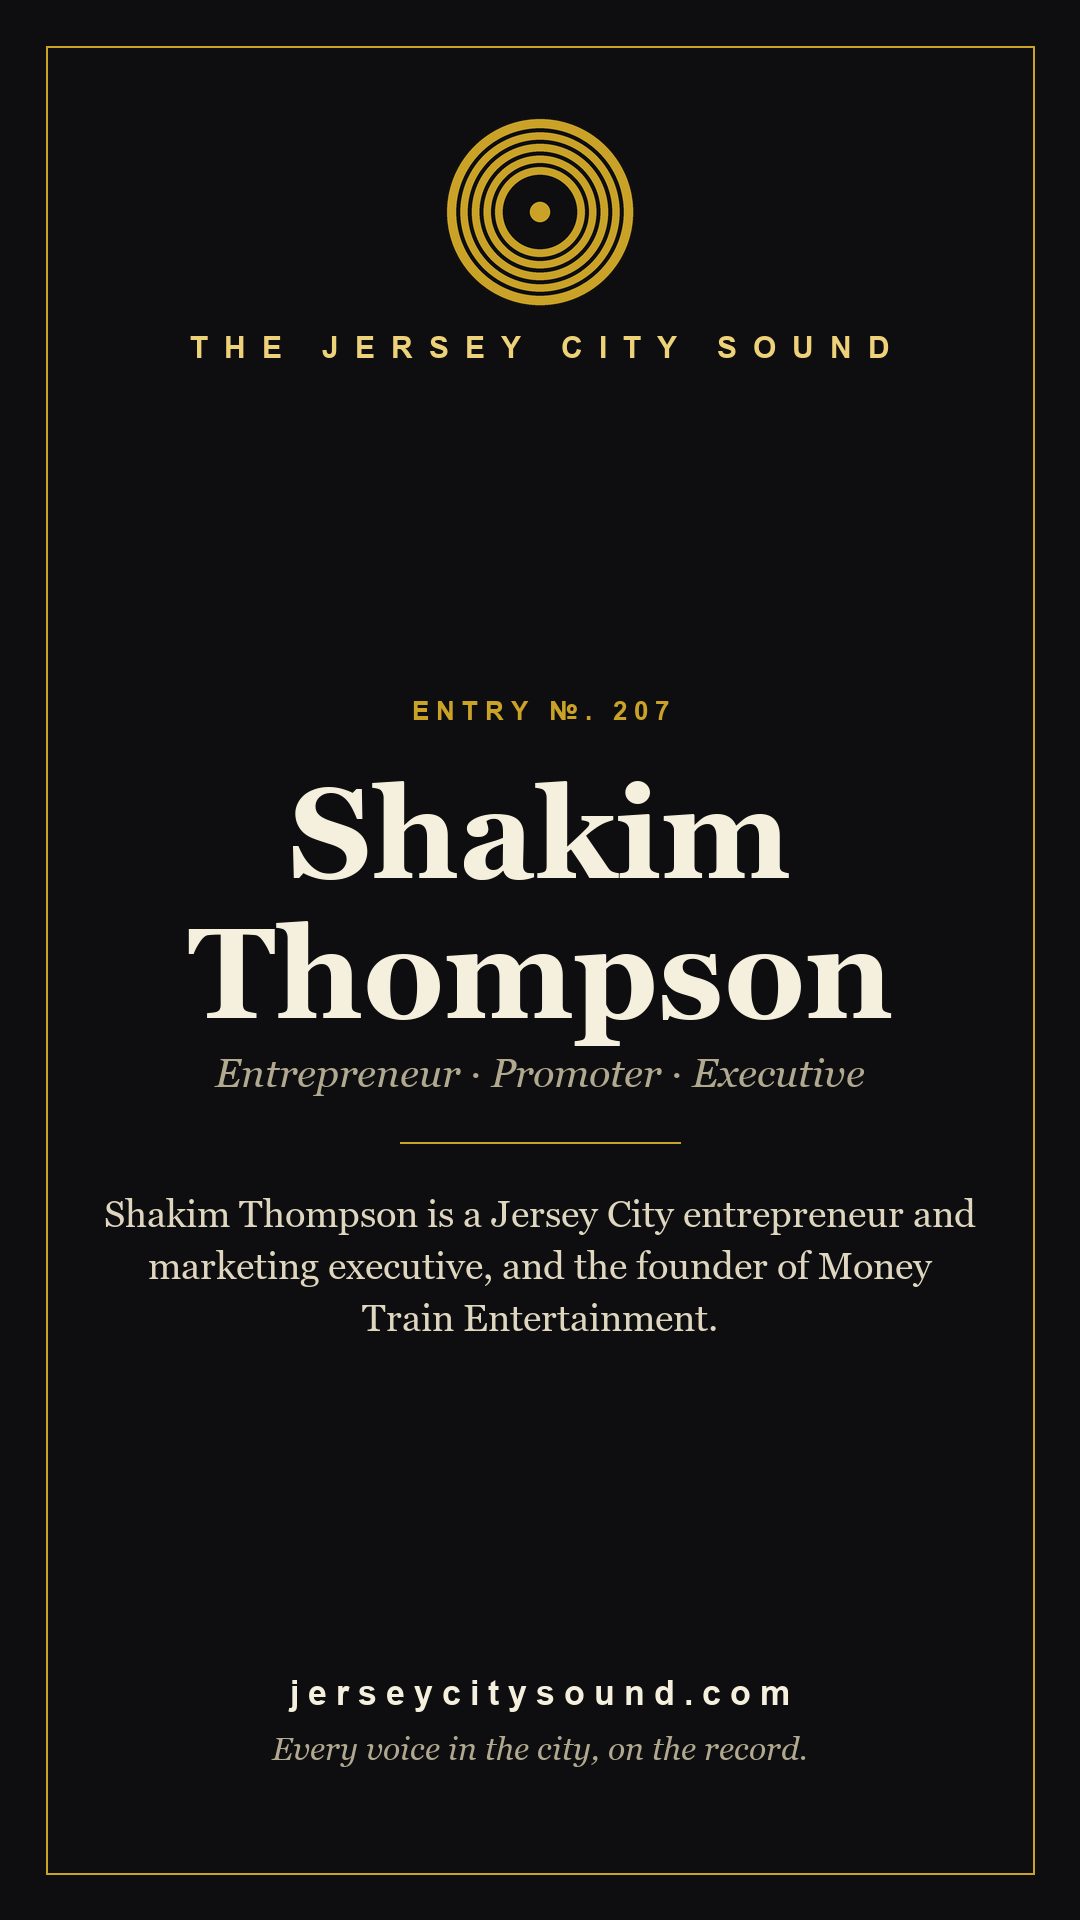 THE JERSEY CITY SOUND
ENTRY №. 207
Shakim
Thompson
Entrepreneur · Promoter · Executive
Shakim Thompson is a Jersey City entrepreneur and
marketing executive, and the founder of Money
Train Entertainment.
jerseycitysound.com
Every voice in the city, on the record.